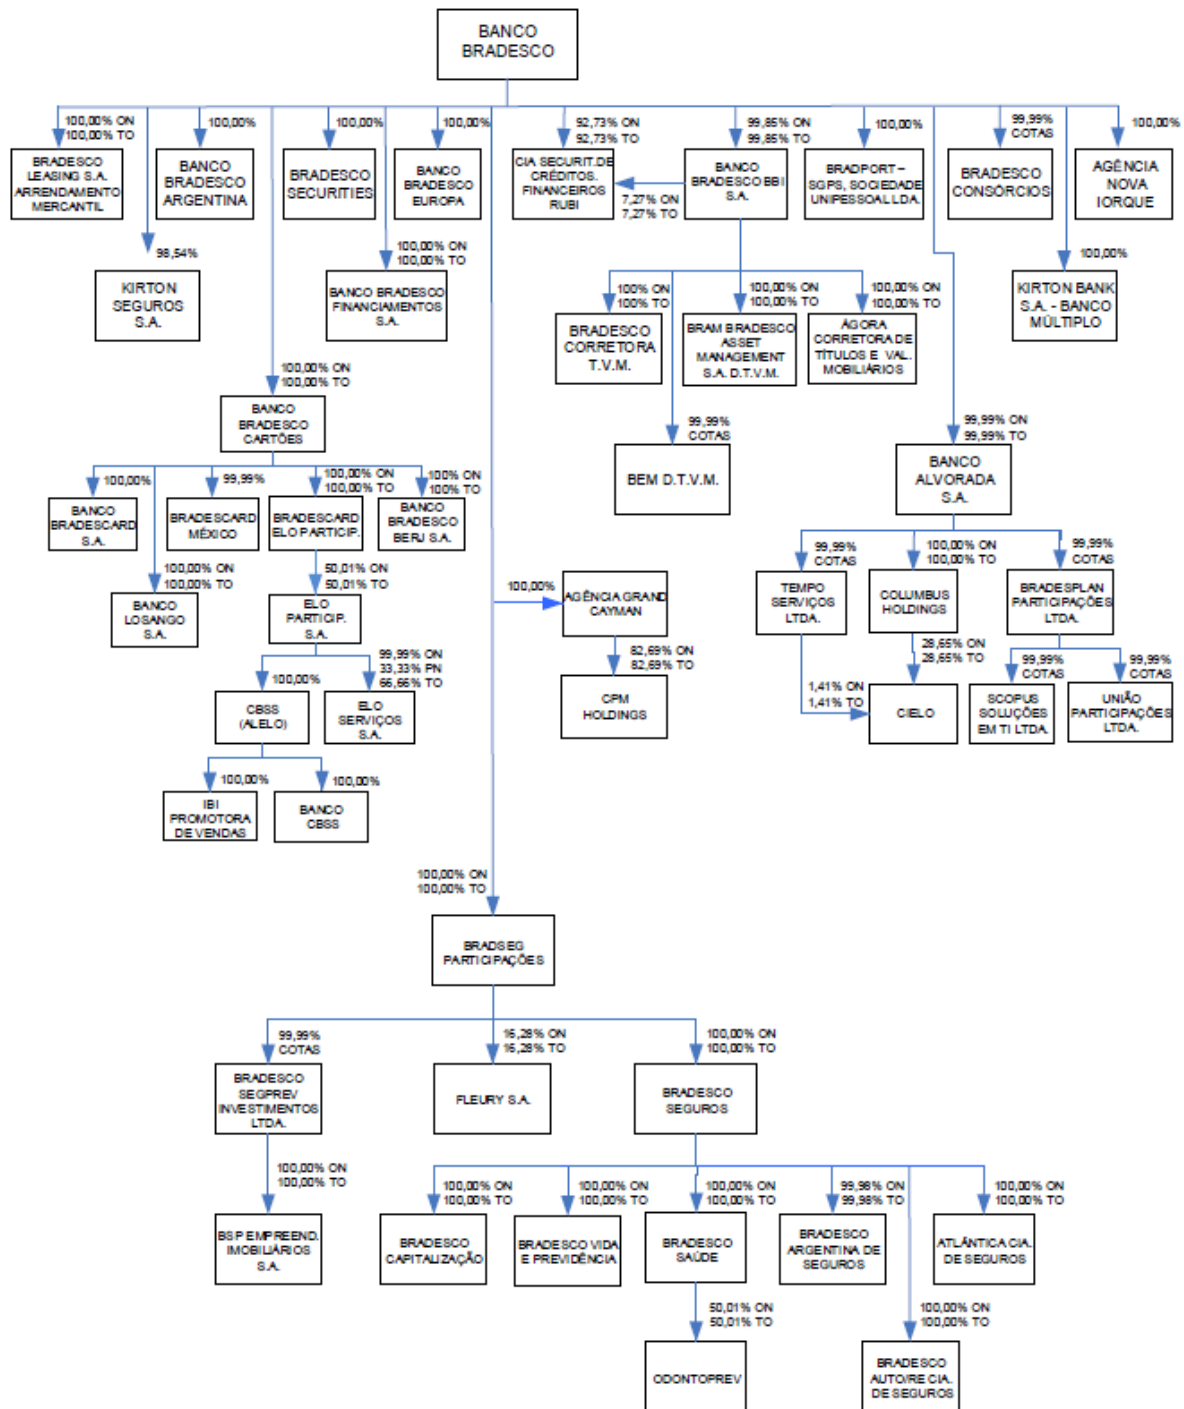 BANCO
BRADESCO
100,00% ON
100,00% TO
100,00%
100,00%
100,00%
92,73% ON
92,73% TO
99,85% ON
99,85% TO
100,00%
99,99%
COTAS
100,00%
BRADESCO
LEASING S.A.
ARRENDAMENTO
MERCANTIL
BANCO
BRADESCO
ARGENTINA
BRADESCO
SECURITIES
BANCO
BRADESCO
EUROPA
CIA SECURIT. DE
CRÉDITOS.
FINANCEIROS
RUBI
7,27% ON
7,27% TO
BANCO
BRADESCO BBI
S.A.
BRADPORT –
SGPS, SOCIEDADE
UNIPESSOAL LDA.
BRADESCO
CONSÓRCIOS
AGÊNCIA
NOVA
IORQUE
98,54%
100,00% ON
100,00% TO
100,00%
KIRTON
SEGUROS
S.A.
BANCO BRADESCO
FINANCIAMENTOS
S.A.
KIRTON BANK
S.A. - BANCO
MÚLTIPLO
100% ON
100% TO
100,00% ON
100,00% TO
100,00% ON
100,00% TO
BRADESCO
CORRETORA
T.V.M.
BRAM BRADESCO
ASSET
MANAGEMENT
S.A. D.T.V.M.
ÁGORA
CORRETORA DE
TÍTULOS E VAL.
MOBILIÁRIOS
100,00% ON
100,00% TO
BANCO
BRADESCO
CARTÕES
99,99%
COTAS
99,99% ON
99,99% TO
BEM D.T.V.M.
BANCO
ALVORADA
S.A.
100,00%
99,99%
100,00% ON
100,00% TO
100% ON
100% TO
BANCO
BRADESCARD
S.A.
BRADESCARD
MÉXICO
BRADESCARD
ELO PARTICIP.
BANCO
BRADESCO
BERJ S.A.
100,00% ON
100,00% TO
50,01% ON
50,01% TO
BANCO
LOSANGO
S.A.
ELO
PARTICIP.
S.A.
100,00%
AGÊNCIA GRAND
CAYMAN
99,99%
COTAS
100,00% ON
100,00% TO
99,99%
COTAS
TEMPO
SERVIÇOS
LTDA.
COLUMBUS
HOLDINGS
BRADESPLAN
PARTICIPAÇÕES
LTDA.
100,00%
99,99% ON
33,33% PN
66,66% TO
82,69% ON
82,69% TO
28,65% ON
28,65% TO
99,99%
COTAS
99,99%
COTAS
CBSS
(ALELO)
ELO
SERVIÇOS
S.A.
CPM
HOLDINGS
1,41% ON
1,41% TO
CIELO
SCOPUS
SOLUÇÕES
EM TI LTDA.
UNIÃO
PARTICIPAÇÕES
LTDA.
100,00%
100,00%
IBI
PROMOTORA
DE VENDAS
BANCO
CBSS
100,00% ON
100,00% TO
BRADSEG
PARTICIPAÇÕES
99,99%
COTAS
16,28% ON
16,28% TO
100,00% ON
100,00% TO
BRADESCO
SEGPREV
INVESTIMENTOS
LTDA.
FLEURY S.A.
BRADESCO
SEGUROS
100,00% ON
100,00% TO
100,00% ON
100,00% TO
100,00% ON
100,00% TO
100,00% ON
100,00% TO
99,98% ON
99,98% TO
100,00% ON
100,00% TO
BSP EMPREEND.
IMOBILIÁRIOS
S.A.
BRADESCO
CAPITALIZAÇÃO
BRADESCO VIDA
E PREVIDÊNCIA
BRADESCO
SAÚDE
BRADESCO
ARGENTINA DE
SEGUROS
ATLÂNTICA CIA.
DE SEGUROS
50,01% ON
50,01% TO
100,00% ON
100,00% TO
ODONTOPREV
BRADESCO
AUTO/RE CIA.
DE SEGUROS